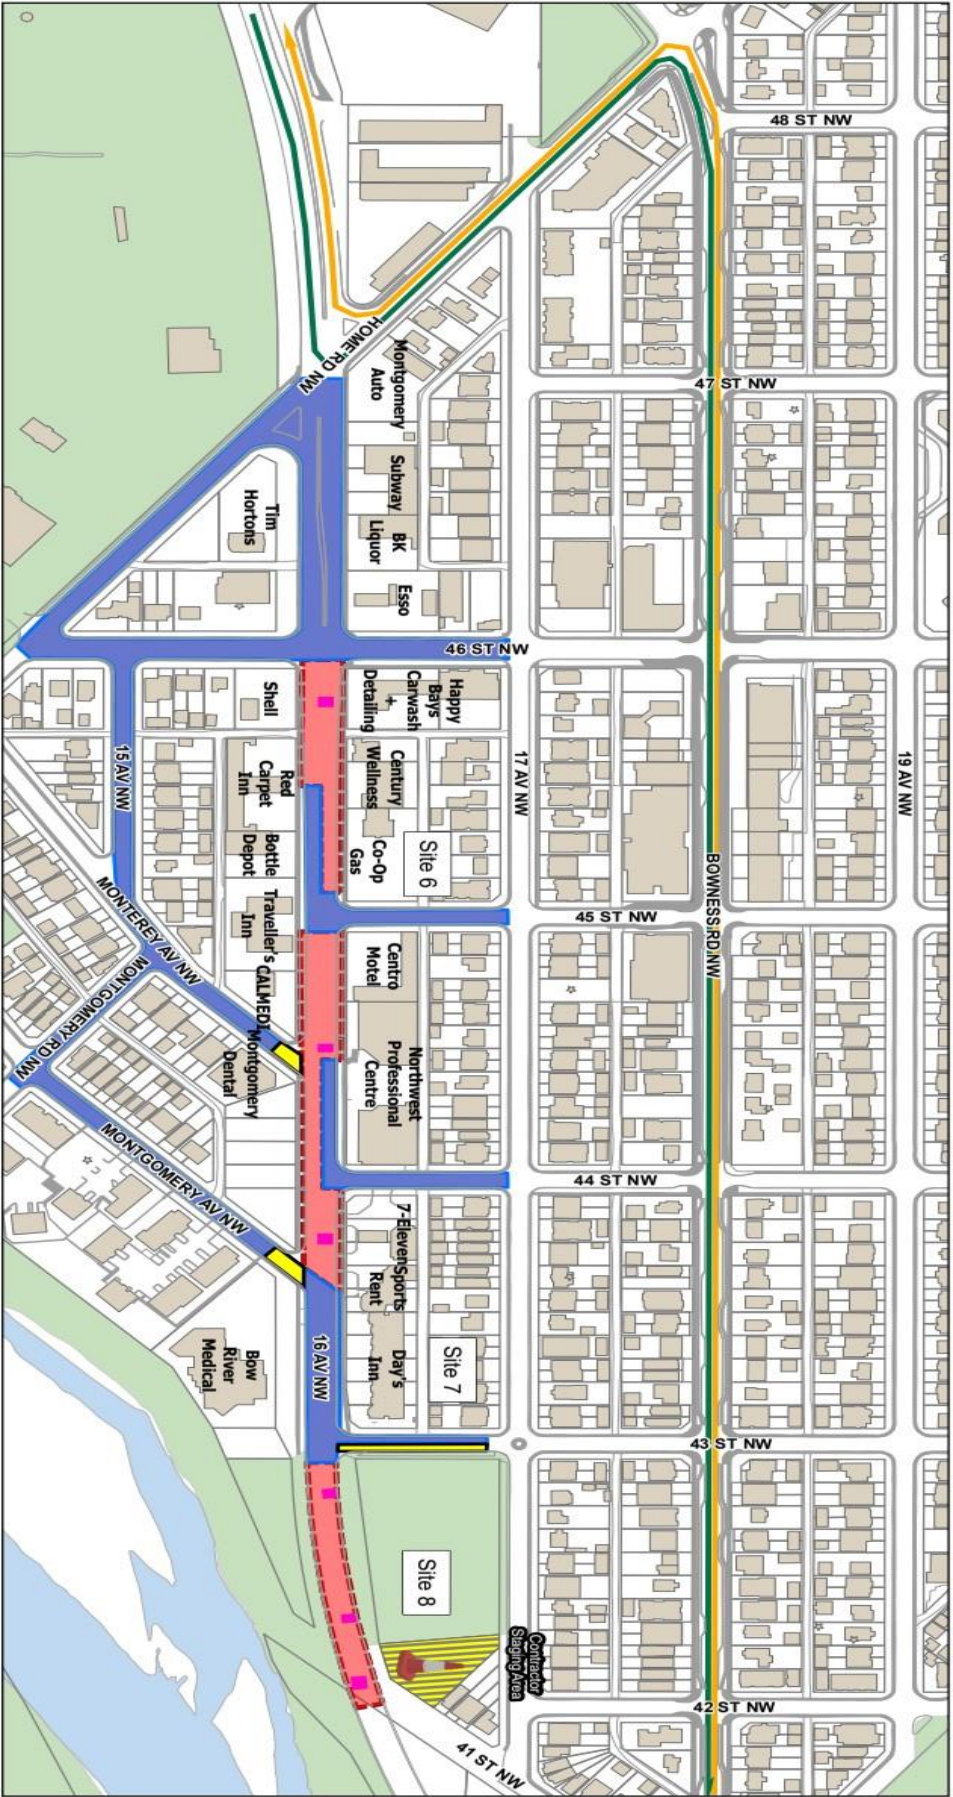 48 ST NW
HOME RD NW
47 ST NW
Montgomery
Auto
Subway
BK
Liquor
Tim
Hortons
Esso
46 ST NW
Happy
Bays
Carwash
+
Detailing
Shell
Century
Wellness
Co-Op
Gas
Site 6
17 AV NW
19 AV NW
15 AV NW
Red
Carpet
Inn
Bottle
Depot
Traveller's
Inn
CALMEDI
Montgomery
Dental
BOWNESS RD NW
45 ST NW
MONTEREY AV NW
MONTGOMERY RD NW
Centro
Motel
Northwest
Professional
Centre
MONTGOMERY AV NW
44 ST NW
7-Eleven
Sports
Rent
Day's
Inn
Site 7
16 AV NW
Bow
River
Medical
43 ST NW
Site 8
Contractor
Staging Area
42 ST NW
41 ST NW